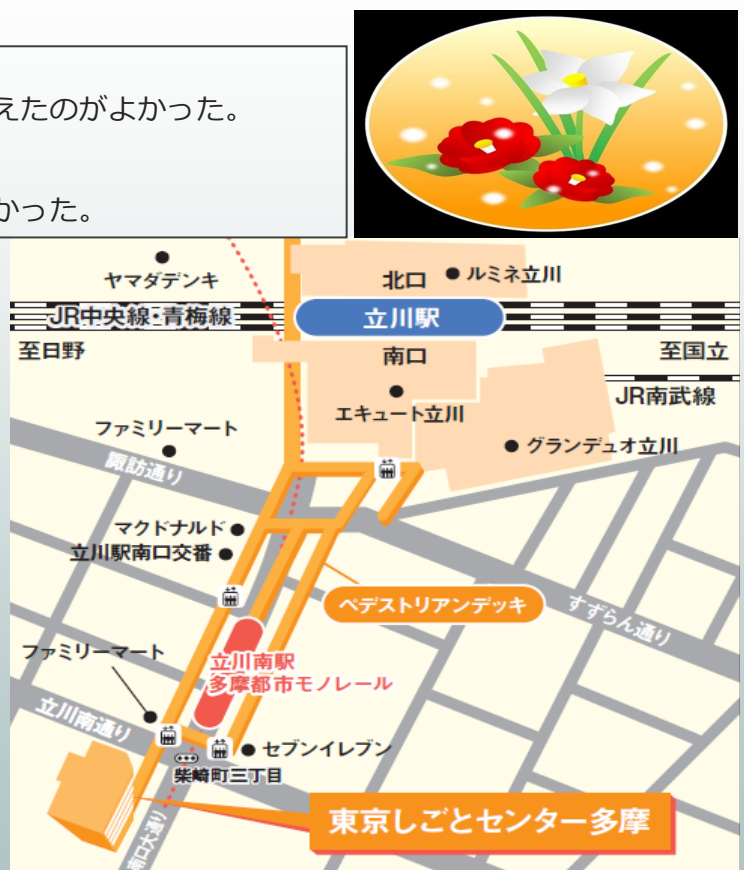 えたのがよかった。
かった。
ヤマダデンキ
北口
ルミネ立川
JR中央線・青梅線
立川駅
至日野
南口
至国立
JR南武線
エキュート立川
ファミリーマート
グランデュオ立川
諏訪通り
マクドナルド
立川駅南口交番
ペデストリアンデッキ
すずらん通り
ファミリーマート
立川南駅
多摩都市モノレール
立川南通り
セブンイレブン
柴崎町三丁目
東京しごとセンター多摩
南口大通り